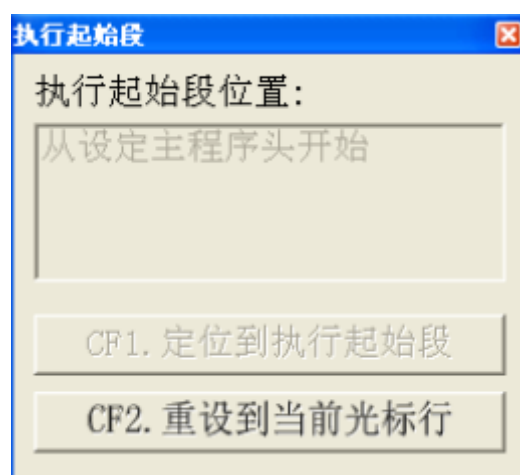 执行起始段
执行起始段位置:
从设定主程序头开始
CF1. 定位到执行起始段
CF2. 重设到当前光标行